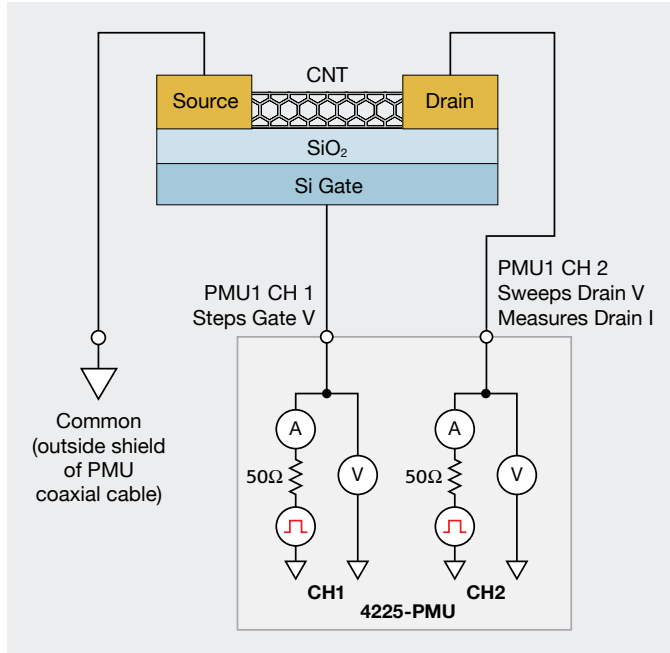 CNT
Source
Drain
SiO₂
Si Gate
PMU1 CH 1
Steps Gate V
PMU1 CH 2
Sweeps Drain V
Measures Drain I
Common
(outside shield
of PMU
coaxial cable)
A
50Ω
V
A
50Ω
V
CH1
CH2
4225-PMU